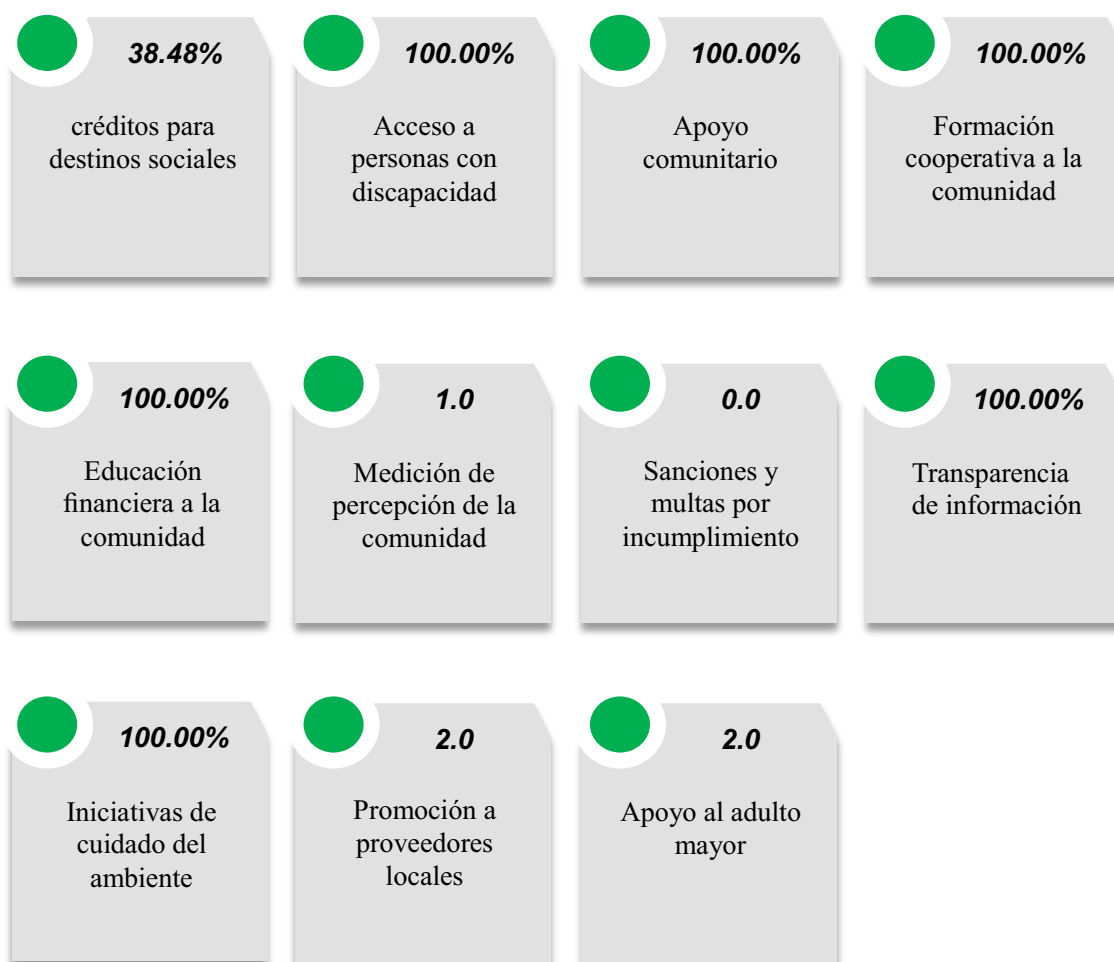 38.48%
créditos para
destinos sociales
100.00%
Acceso a
personas con
discapacidad
100.00%
Apoyo
comunitario
100.00%
Formación
cooperativa a la
comunidad
100.00%
Educación
financiera a la
comunidad
1.0
Medición de
percepción de la
comunidad
0.0
Sanciones y
multas por
incumplimiento
100.00%
Transparencia
de información
100.00%
Iniciativas de
cuidado del
ambiente
2.0
Promoción a
proveedores
locales
2.0
Apoyo al adulto
mayor